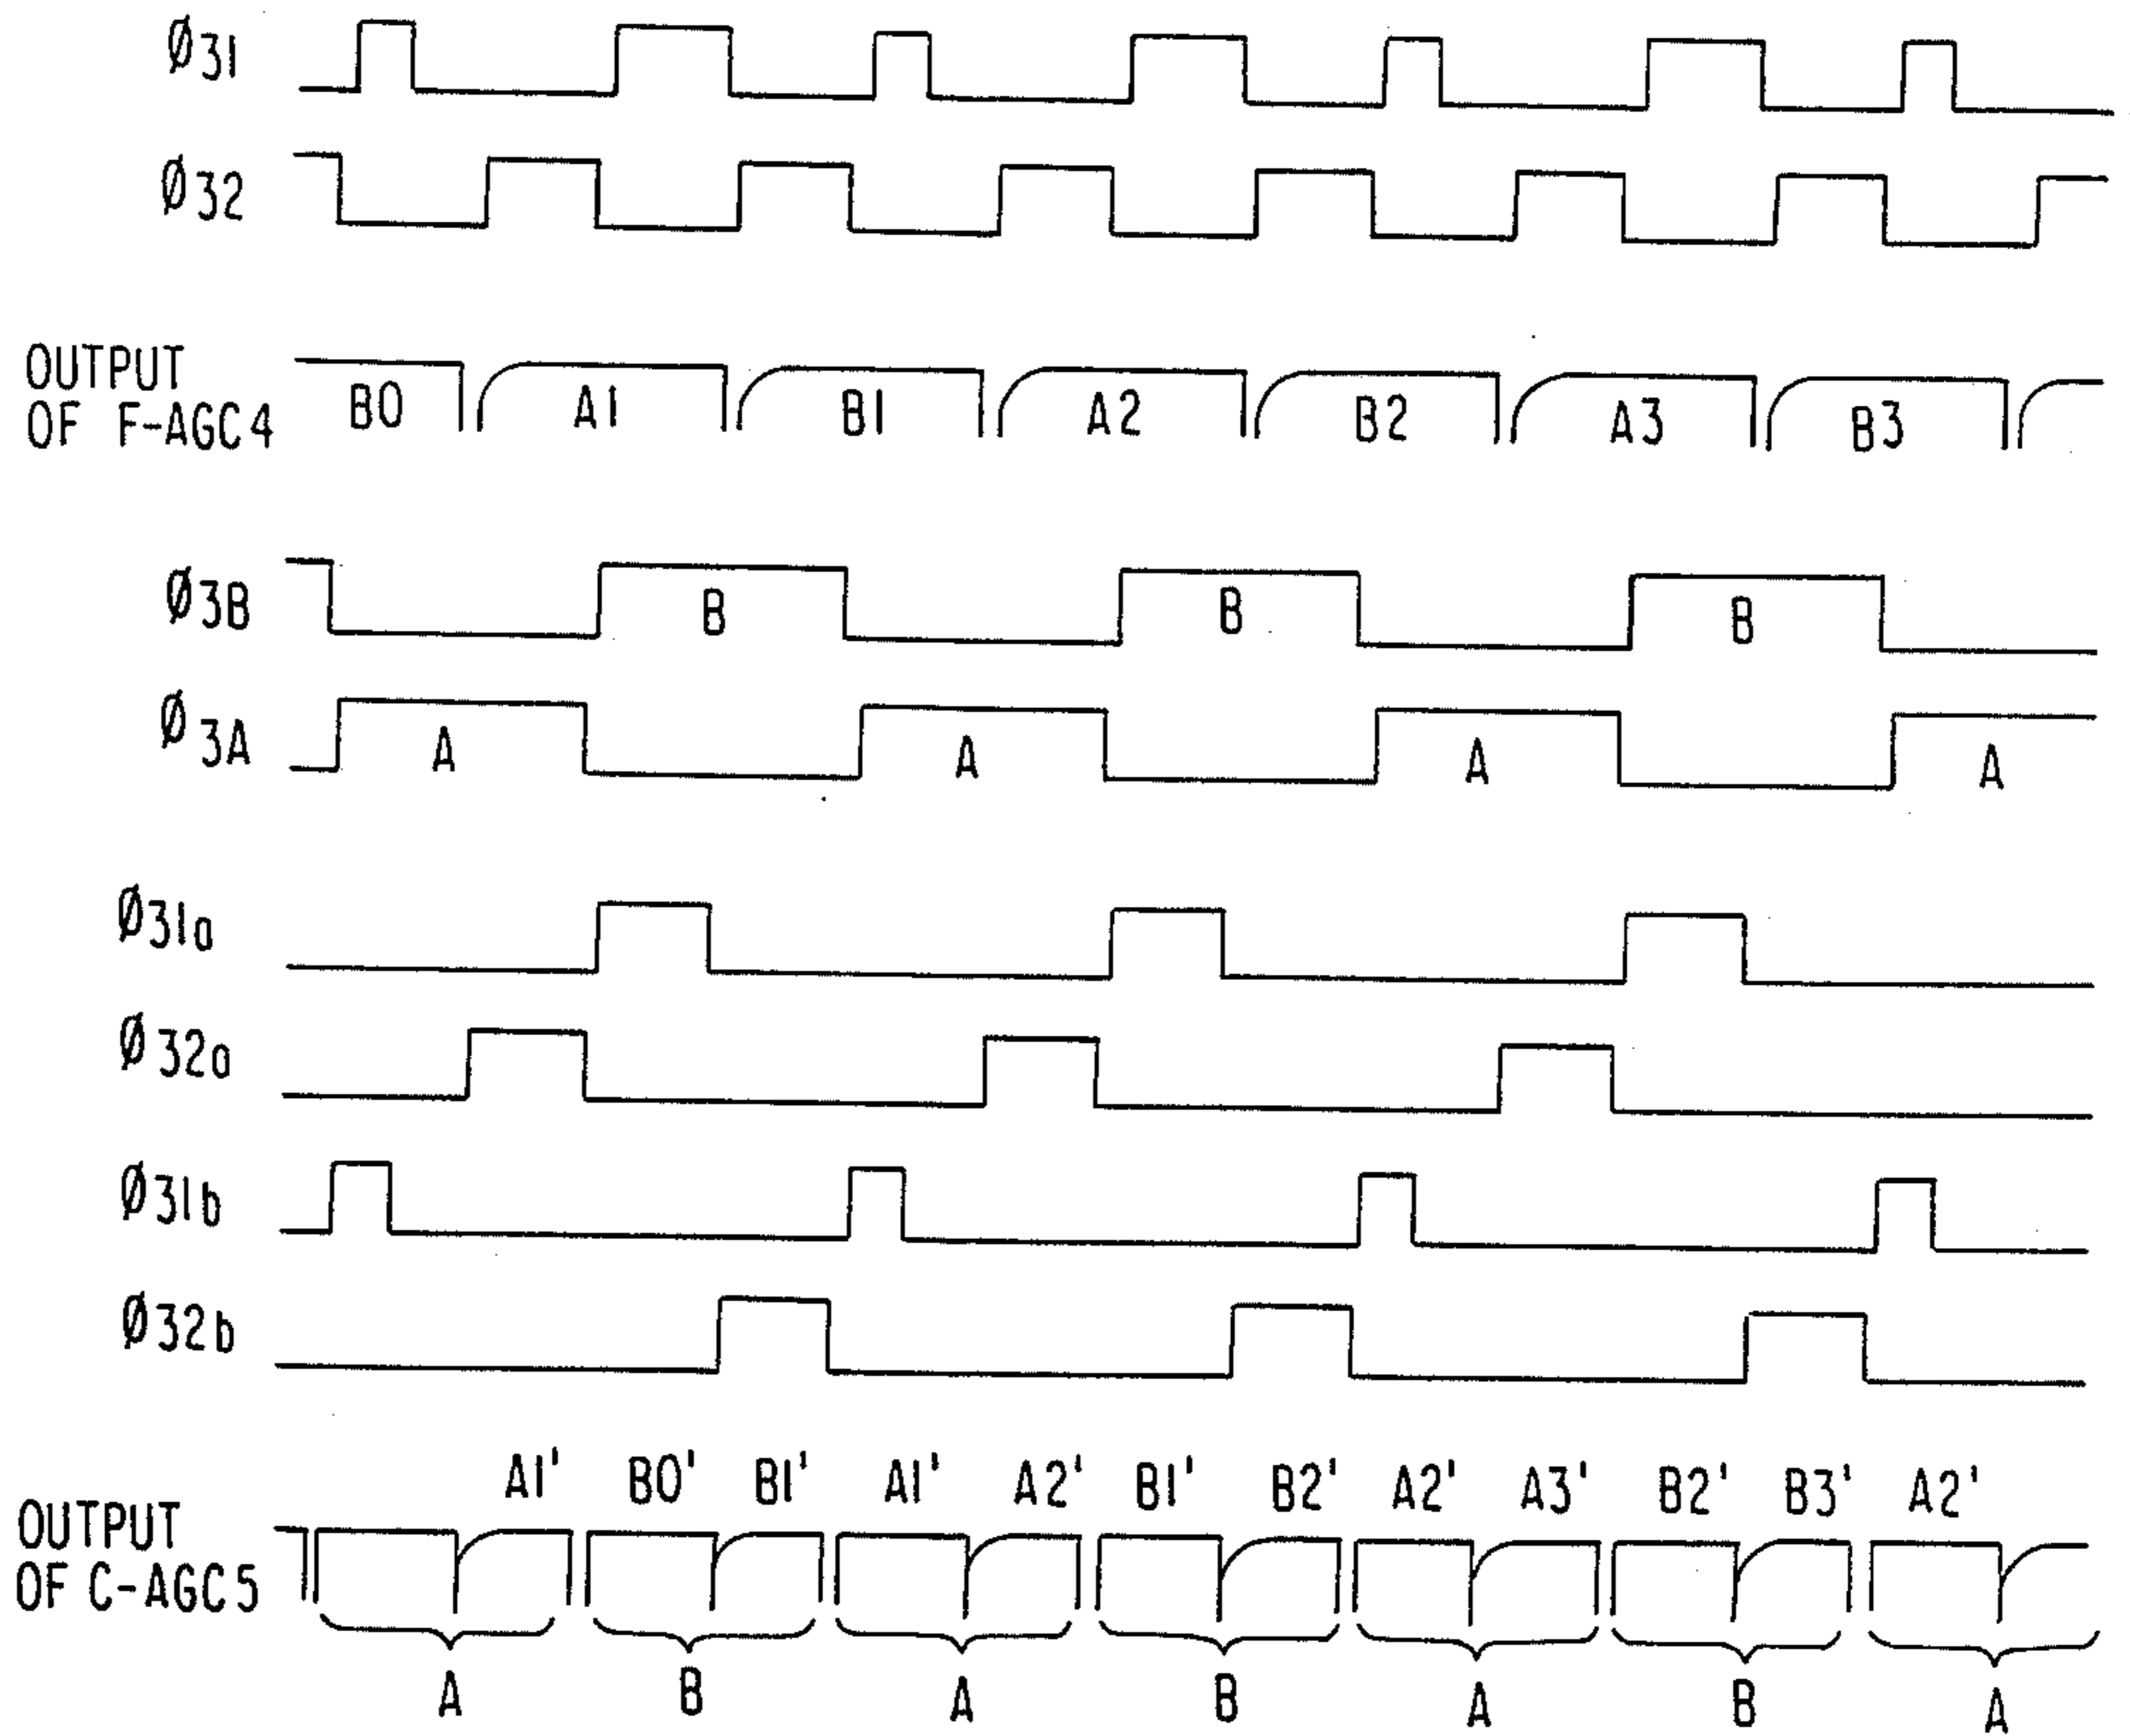 Ø31
Ø32
OUTPUT
OF F-AGC4
B0 A1 B1 A2 B2 A3 B3
Ø3B
B B B
Ø3A
A A A A
Ø31a
Ø32a
Ø31b
Ø32b
A1' B0' B1' A1' A2' B1' B2' A2' A3' B2' B3' A2'
OUTPUT
OF C-AGC5
A B A B A B A